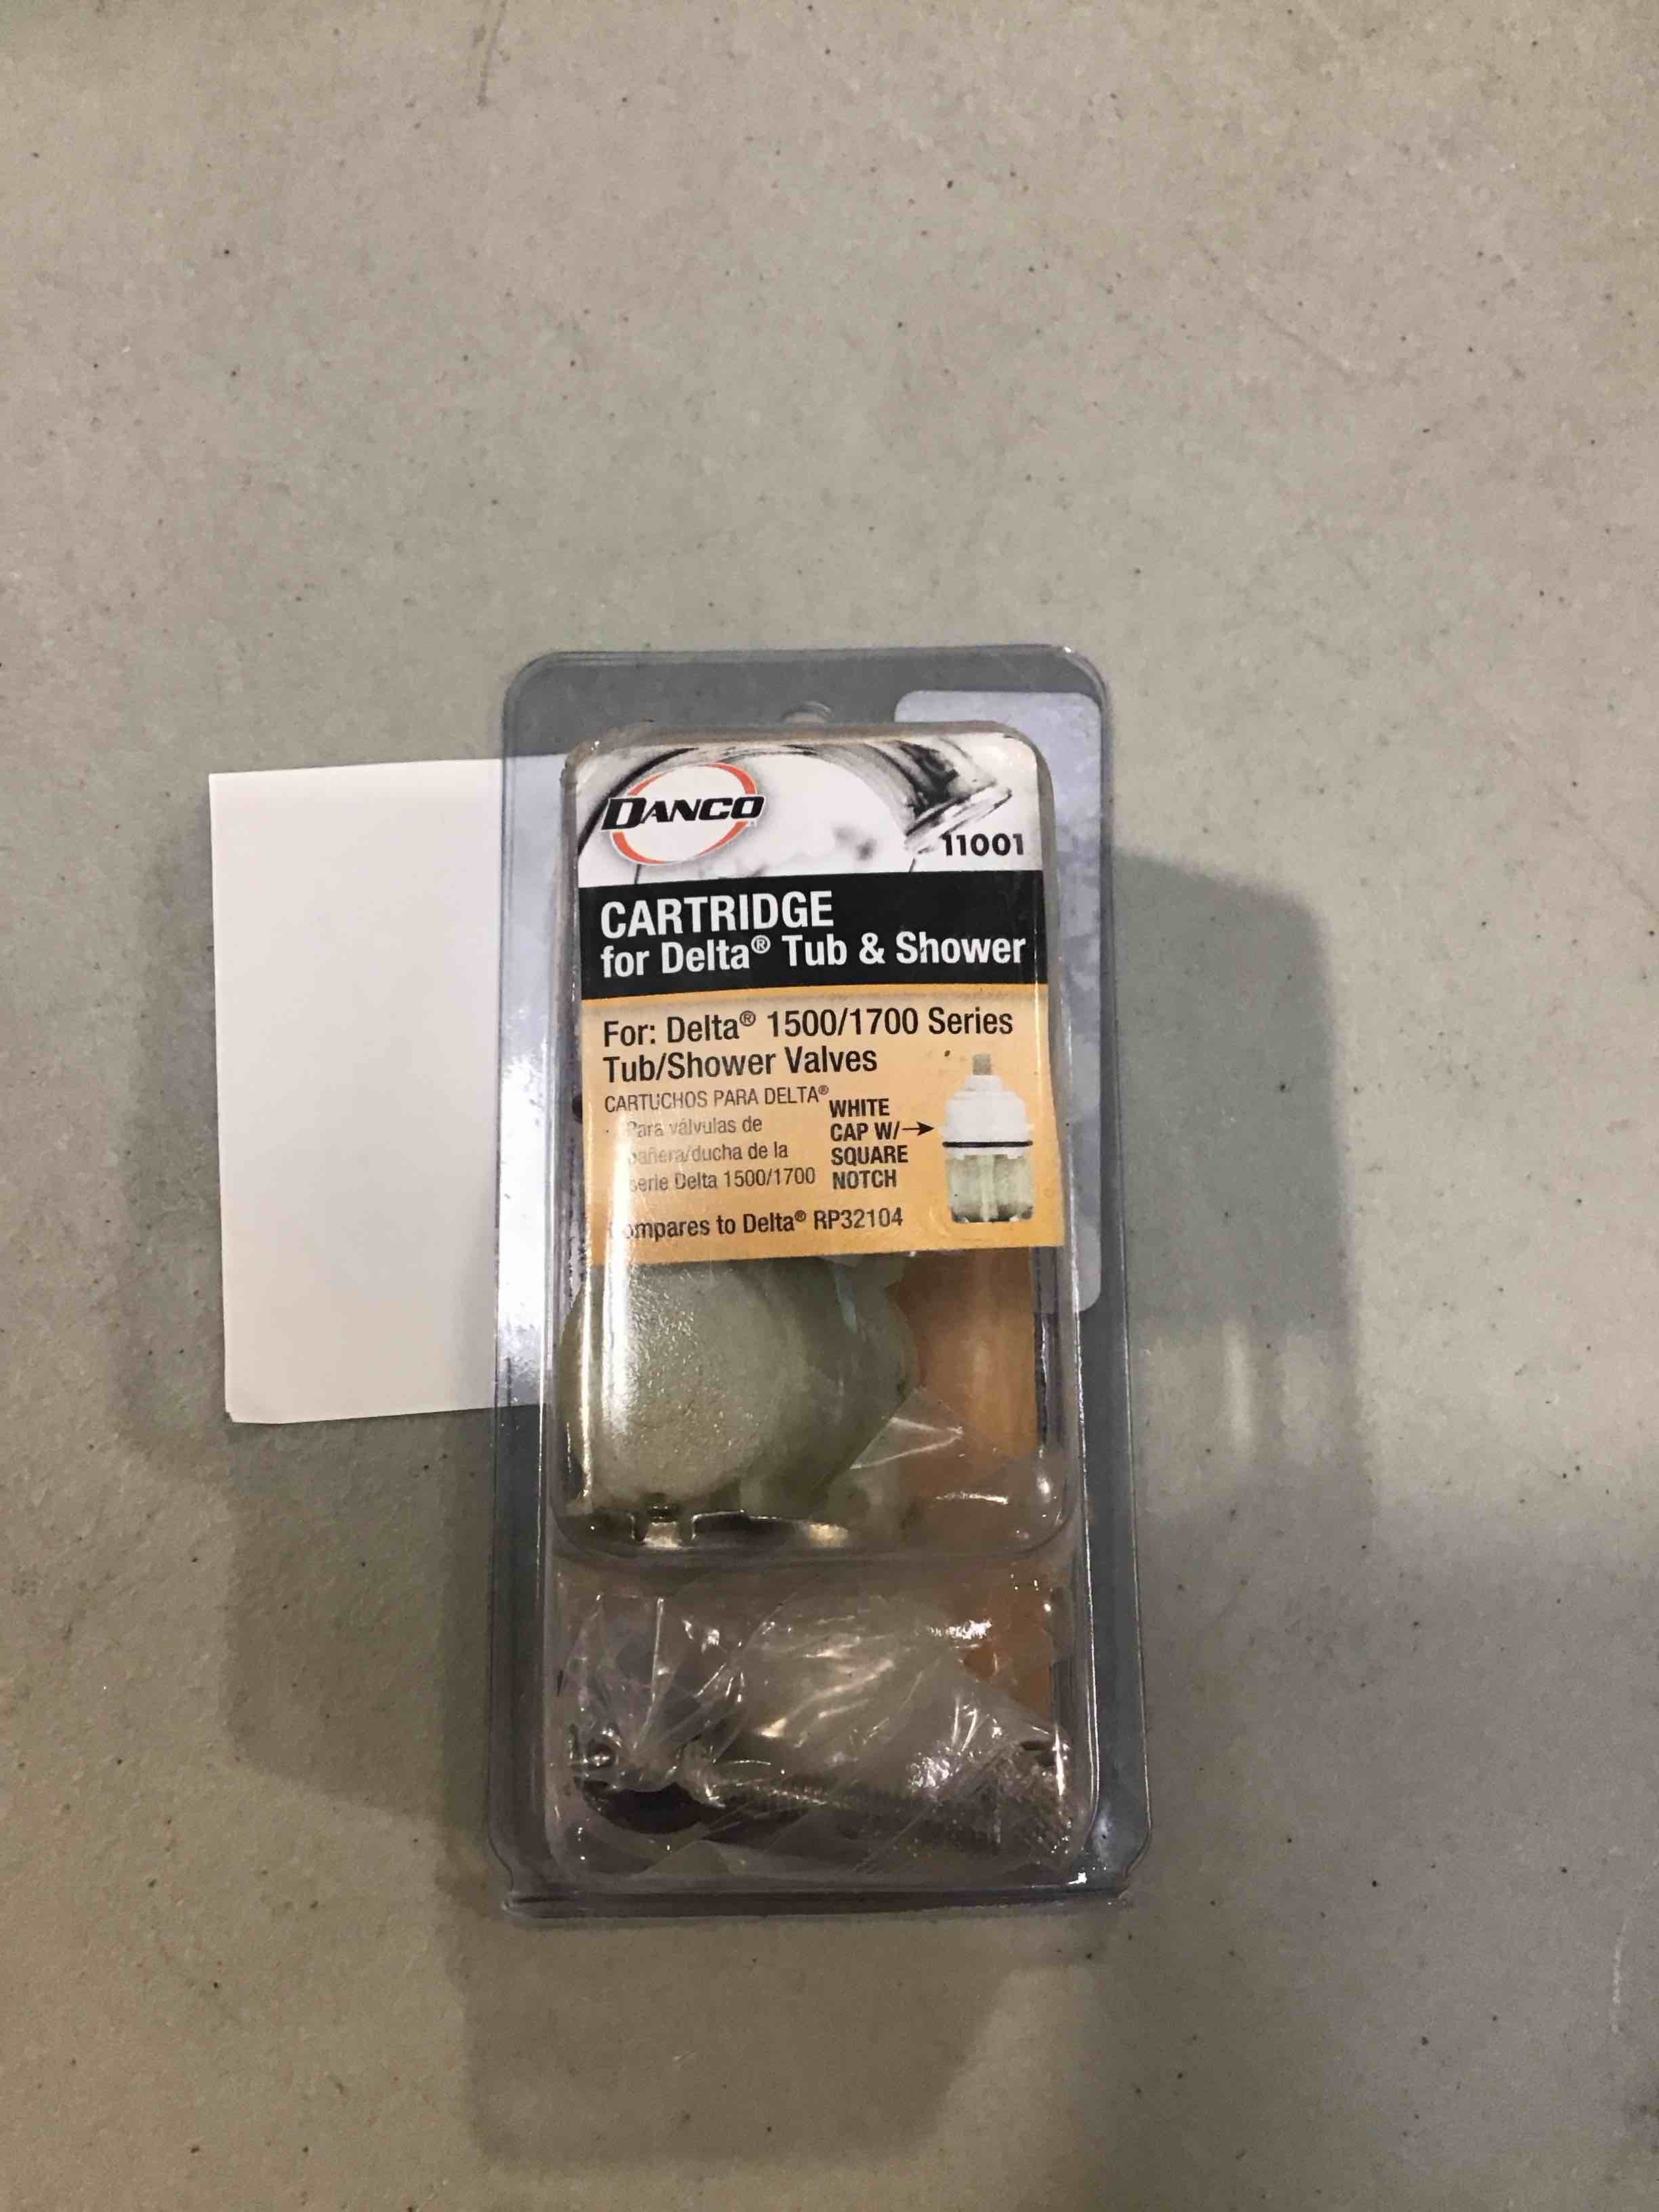 DANCO
11001
CARTRIDGE
for Delta® Tub & Shower
For: Delta® 1500/1700 Series
Tub/Shower Valves
CARTUCHOS PARA DELTA®
Para válvulas de
bañera/ducha de la
serie Delta 1500/1700
WHITE
CAP W/
SQUARE
NOTCH
Compares to Delta® RP32104